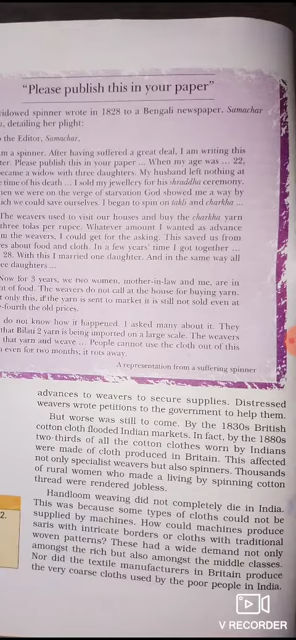 "Please publish this in your paper"
widowed spinner wrote in 1828 to a Bengali newspaper, Samachar
detailing her plight:
the Editor, Samachar,
am a spinner. After having suffered a great deal, I am writing this
Please publish this in your paper ... When my age was ... 22,
became a widow with three daughters. My husband left nothing at
time of his death ... I sold my jewellery for his shraddha ceremony.
we were on the verge of starvation God showed me a way by
which we could save ourselves. I began to spin on takli and charkha ...
The weavers used to visit our houses and buy the charkha yarn
three tolas per rupee. Whatever amount I wanted as advance
the weavers, I could get for the asking. This saved us from
about food and cloth. In a few years' time I got together ...
28. With this I married one daughter. And in the same way all
daughters ...
Now for 3 years, we two women, mother-in-law and me, are in
of food. The weavers do not call at the house for buying yarn.
only this, if the yarn is sent to market it is still not sold even at
-fourth the old prices.
do not know how it happened. I asked many about it. They
that Bilati 2 yarn is being imported on a large scale. The weavers
that yarn and weave ... People cannot use the cloth out of this
even for two months; it rots away.
A representation from a suffering spinner
advances to weavers to secure supplies. Distressed
weavers wrote petitions to the government to help them.
But worse was still to come. By the 1830s British
cotton cloth flooded Indian markets. In fact, by the 1880s
two-thirds of all the cotton clothes worn by Indians
were made of cloth produced in Britain. This affected
not only specialist weavers but also spinners. Thousands
of rural women who made a living by spinning cotton
thread were rendered jobless.
Handloom weaving did not completely die in India.
This was because some types of cloths could not be
supplied by machines. How could machines produce
saris with intricate borders or cloths with traditional
woven patterns? These had a wide demand not only
amongst the rich but also amongst the middle classes.
Nor did the textile manufacturers in Britain produce
the very coarse cloths used by the poor people in India.
2.
V RECORDER